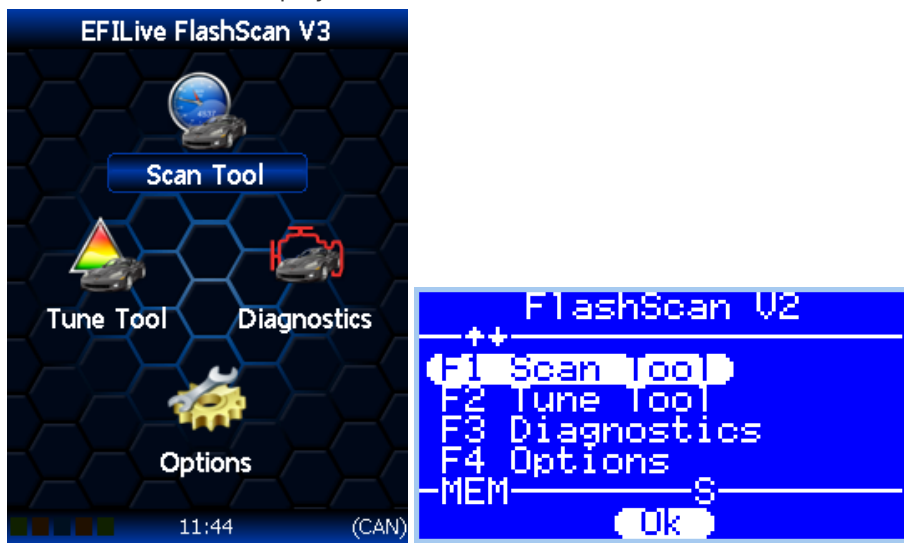 EFILive FlashScan V3
4537
Scan Tool
Tune Tool
Diagnostics
Options
11:44
(CAN)
FlashScan V2
F1 Scan Tool
F2 Tune Tool
F3 Diagnostics
F4 Options
MEM
S
Ok